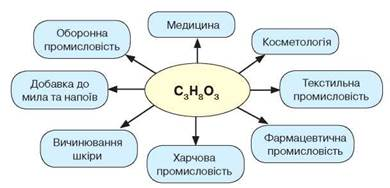 Медицина
Оборонна
промисловість
Косметологія
Добавка до
мила та напоїв
C₃H₈O₃
Текстильна
промисловість
Вичинювання
шкіри
Харчова
промисловість
Фармацевтична
промисловість